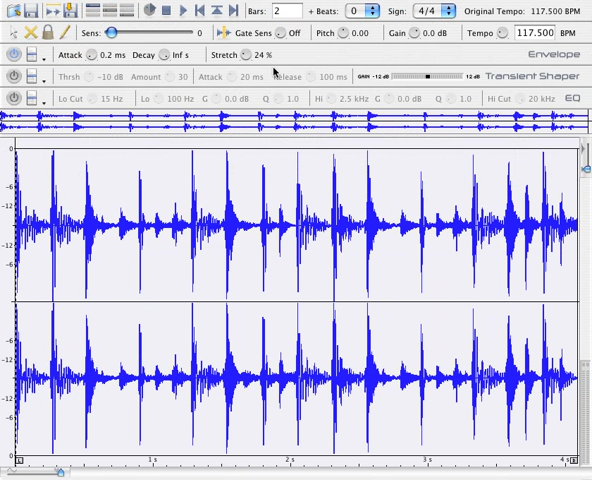 Bars: 2 + Beats: 0 Sign: 4/4 Original Tempo: 117.500 BPM
Sens: 0 Gate Sens Off Pitch 0.00 Gain 0.0 dB Tempo 117.500 BPM
Attack 0.2 ms Decay Inf s Stretch 24 % Envelope
Thrsh -10 dB Amount 30 Attack 20 ms Release 100 ms GAIN -12 dB 12 dB Transient Shaper
Lo Cut 15 Hz Lo 100 Hz G 0.0 dB Q 1.0 Hi 2.5 kHz G 0.0 dB Q 1.0 Hi Cut 20 kHz EQ
0
-6
-12
-12
-6
0
-6
-12
-12
-6
0
L 1 s 2 s 3 s 4 s R